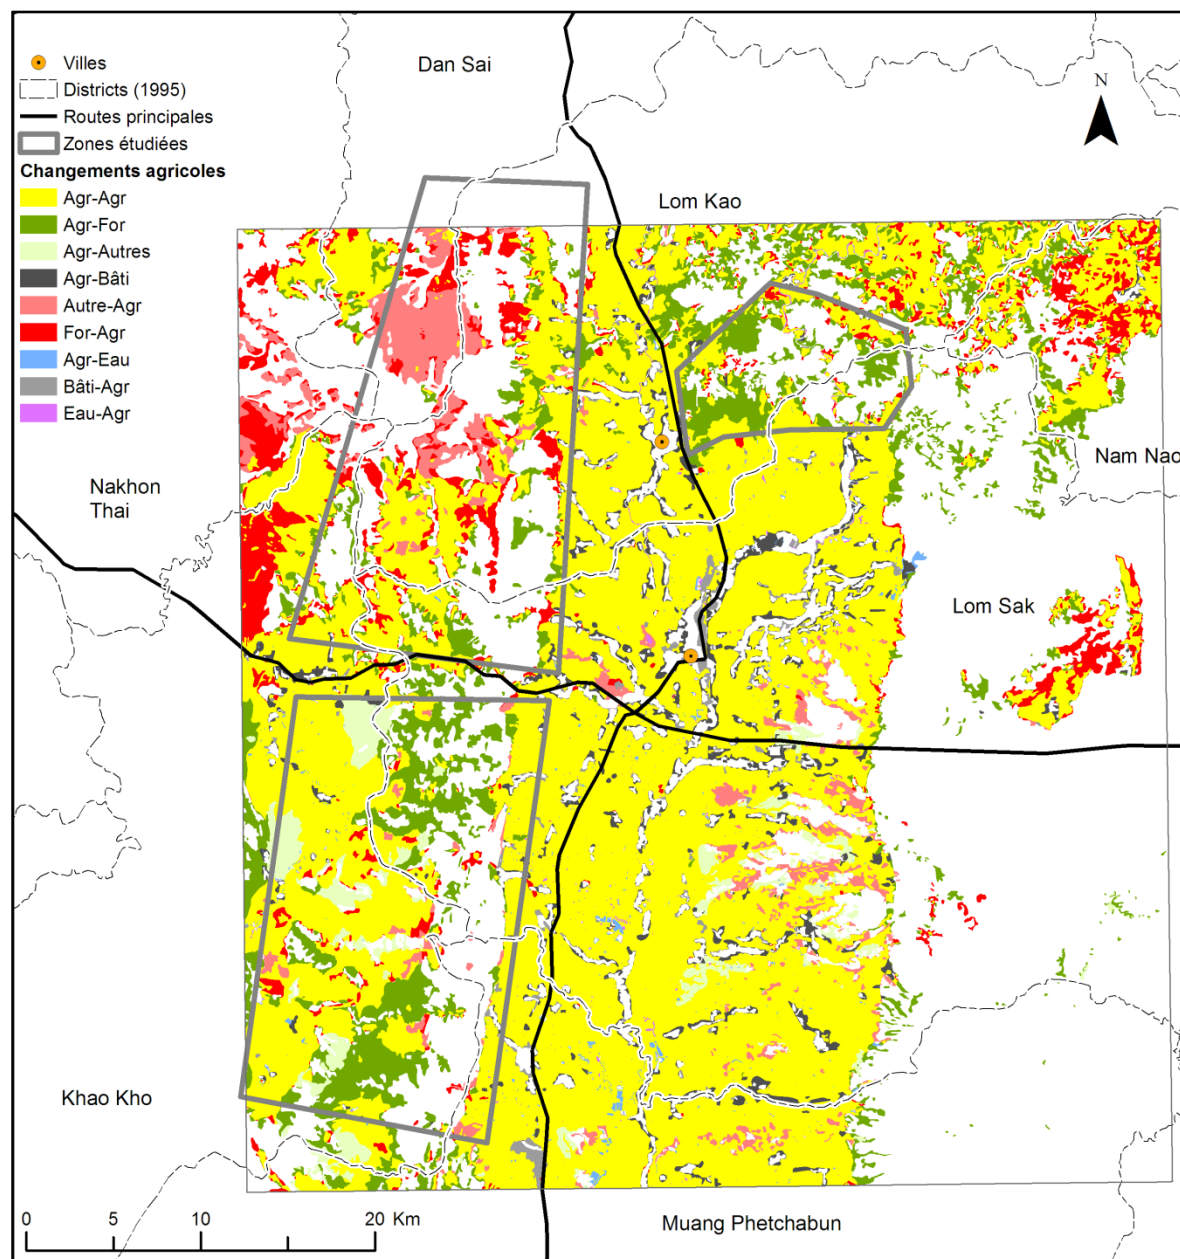 Dan Sai
Villes
Districts (1995)
Routes principales
Zones étudiées
N
Changements agricoles
Agr-Agr
Agr-For
Agr-Autres
Agr-Bâti
Autre-Agr
For-Agr
Agr-Eau
Bâti-Agr
Eau-Agr
Lom Kao
Nam Nao
Nakhon
Thai
Lom Sak
Khao Kho
Muang Phetchabun
0 5 10 20 Km